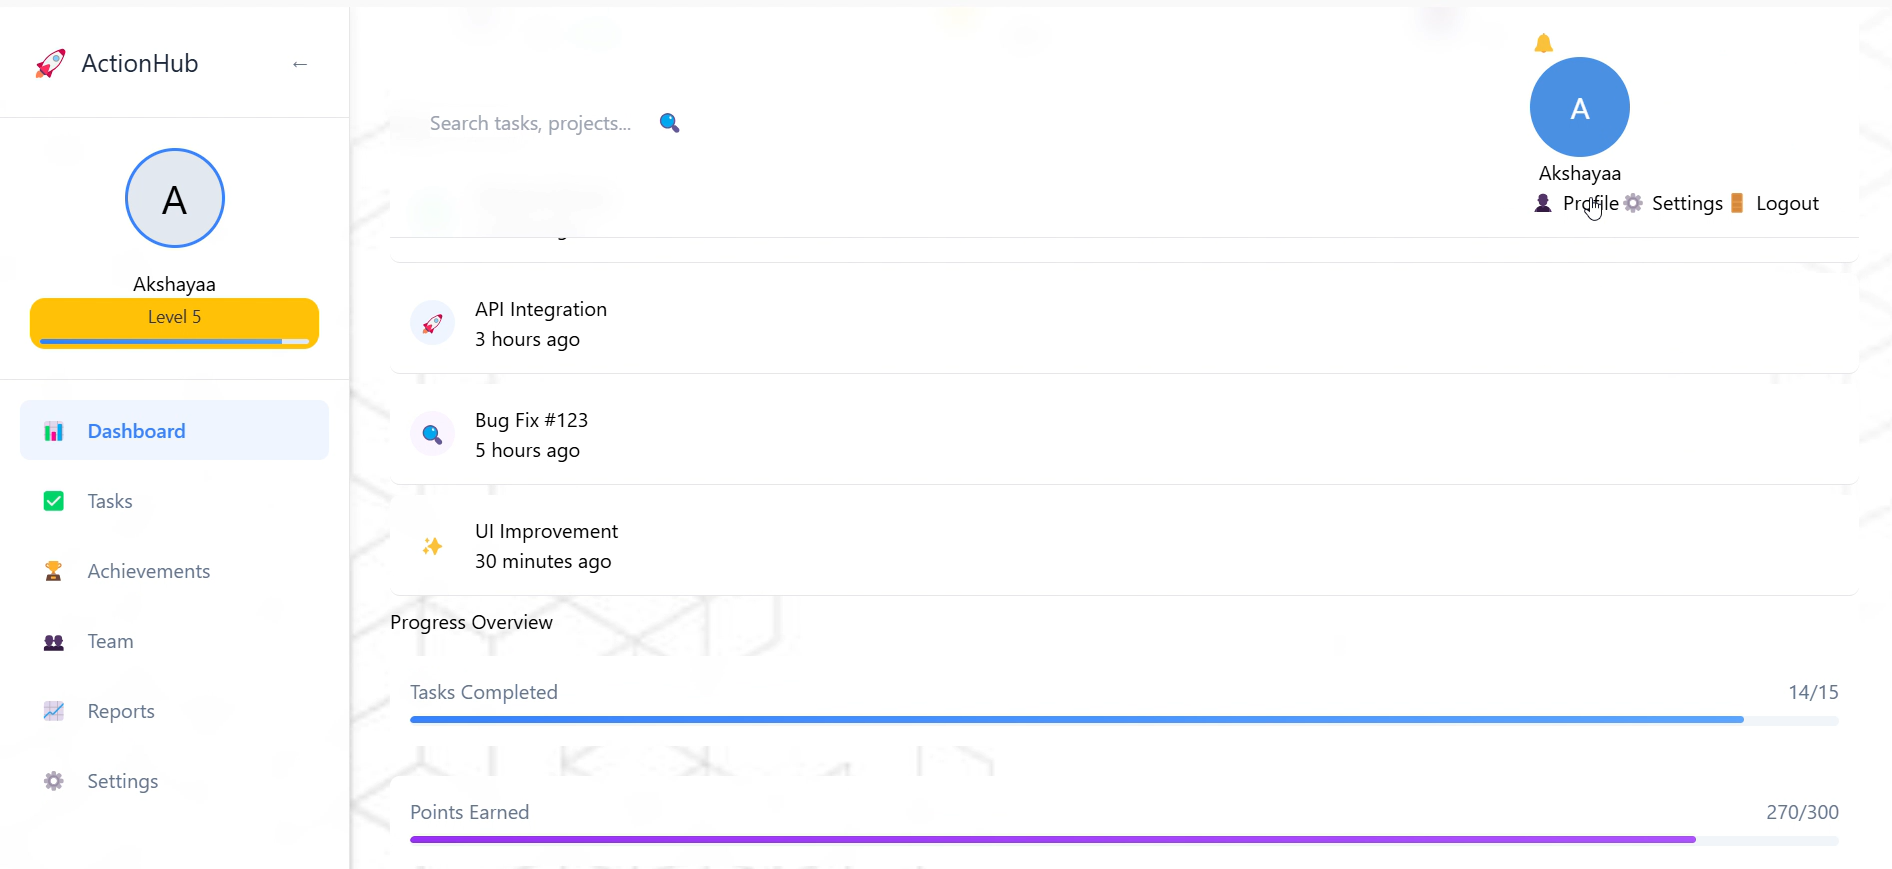 ActionHub
←
A
Akshayaa
Level 5
Dashboard
Tasks
Achievements
Team
Reports
Settings
Search tasks, projects...
A
Akshayaa
Profile Settings Logout
API Integration
3 hours ago
Bug Fix #123
5 hours ago
UI Improvement
30 minutes ago
Progress Overview
Tasks Completed 14/15
Points Earned 270/300